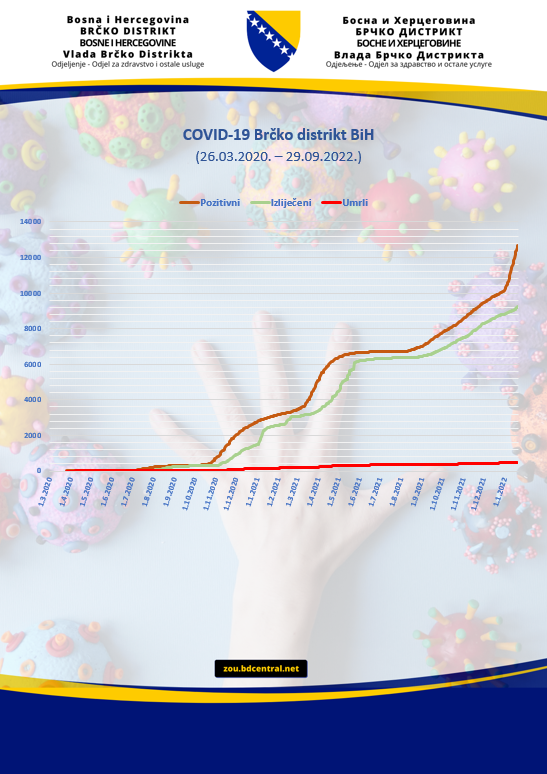 Bosna i Hercegovina
BRČKO DISTRIKT
BOSNE I HERCEGOVINE
Vlada Brčko Distrikta
Odjeljenje - Odjel za zdravstvo i ostale usluge
Босна и Херцеговина
БРЧКО ДИСТРИКТ
БОСНЕ И ХЕРЦЕГОВИНЕ
Влада Брчко Дистрикта
Одјељење - Одјел за здравство и остале услуге
COVID-19 Brčko distrikt BiH
(26.03.2020. – 29.09.2022.)
Pozitivni Izliječeni Umrli
14000
12000
10000
8000
6000
4000
2000
0
1.3.2020 1.4.2020 1.5.2020 1.6.2020 1.7.2020 1.8.2020 1.9.2020 1.10.2020 1.11.2020 1.12.2020 1.1.2021 1.2.2021 1.3.2021 1.4.2021 1.5.2021 1.6.2021 1.7.2021 1.8.2021 1.9.2021 1.10.2021 1.11.2021 1.12.2021 1.1.2022
zou.bdcentral.net